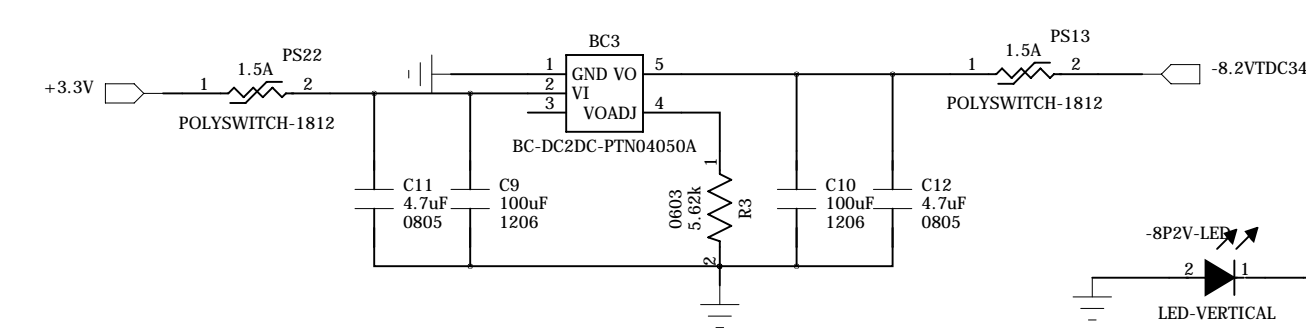 PS22
1.5A
+3.3V
1
2
POLYSWITCH-1812
BC3
1
GND VO
5
2
VI
3
VOADJ
4
BC-DC2DC-PTN04050A
PS13
1.5A
1
2
-8.2VTDC34
POLYSWITCH-1812
C11
4.7uF
0805
C9
100uF
1206
1
0603
5.62k
R3
2
C10
100uF
1206
C12
4.7uF
0805
-8P2V-LED
2
1
LED-VERTICAL